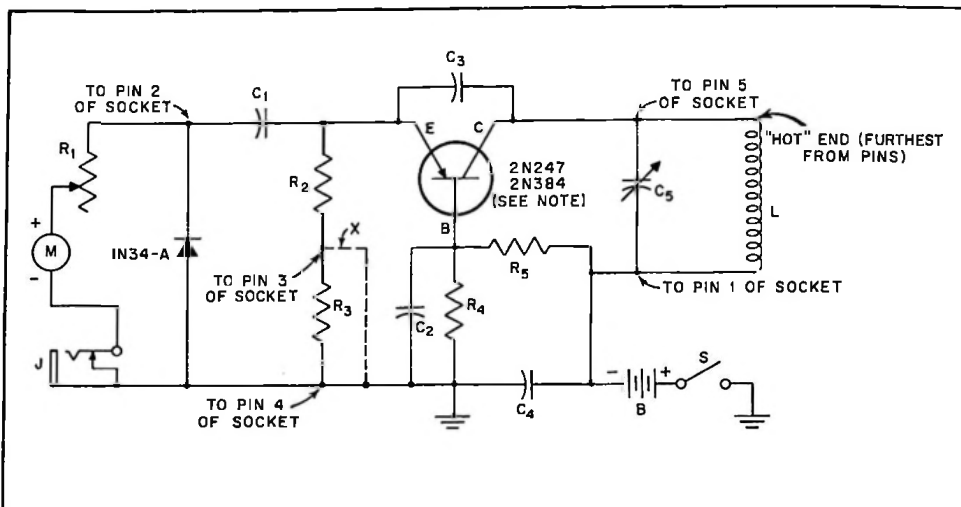 C3
TO PIN 2
OF SOCKET
C1
TO PIN 5
OF SOCKET
"HOT" END (FURTHEST
FROM PINS)
E
C
R1
R2
2N247
2N384
(SEE NOTE)
C5
L
+
M
-
1N34-A
X
B
R5
TO PIN 3
OF SOCKET
TO PIN 1 OF SOCKET
R3
C2
R4
J
TO PIN 4
OF SOCKET
C4
-
+
B
S